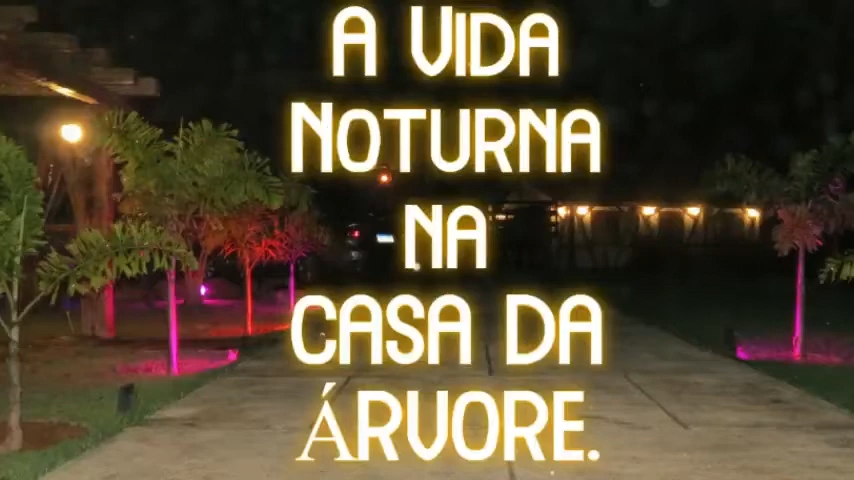 A VIDA
NOTURNA
NA
CASA DA
ÁRVORE.